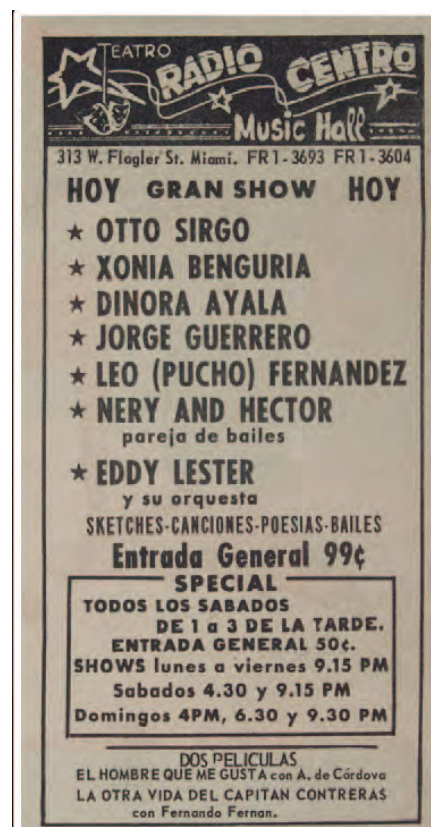 TEATRO
RADIO CENTRO
Music Hall
313 W. Flagler St. Miami. FR 1-3693 FR 1-3604
HOY GRAN SHOW HOY
★ OTTO SIRGO
★ XONIA BENGURIA
★ DINORA AYALA
★ JORGE GUERRERO
★ LEO (PUCHO) FERNANDEZ
★ NERY AND HECTOR
pareja de bailes
★ EDDY LESTER
y su orquesta
SKETCHES-CANCIONES-POESIAS-BAILES
Entrada General 99¢
SPECIAL
TODOS LOS SABADOS
DE 1 a 3 DE LA TARDE.
ENTRADA GENERAL 50¢.
SHOWS lunes a viernes 9.15 PM
Sabados 4.30 y 9.15 PM
Domingos 4PM, 6.30 y 9.30 PM
DOS PELICULAS
EL HOMBRE QUE ME GUSTA con A. de Córdova
LA OTRA VIDA DEL CAPITAN CONTRERAS
con Fernando Fernan.